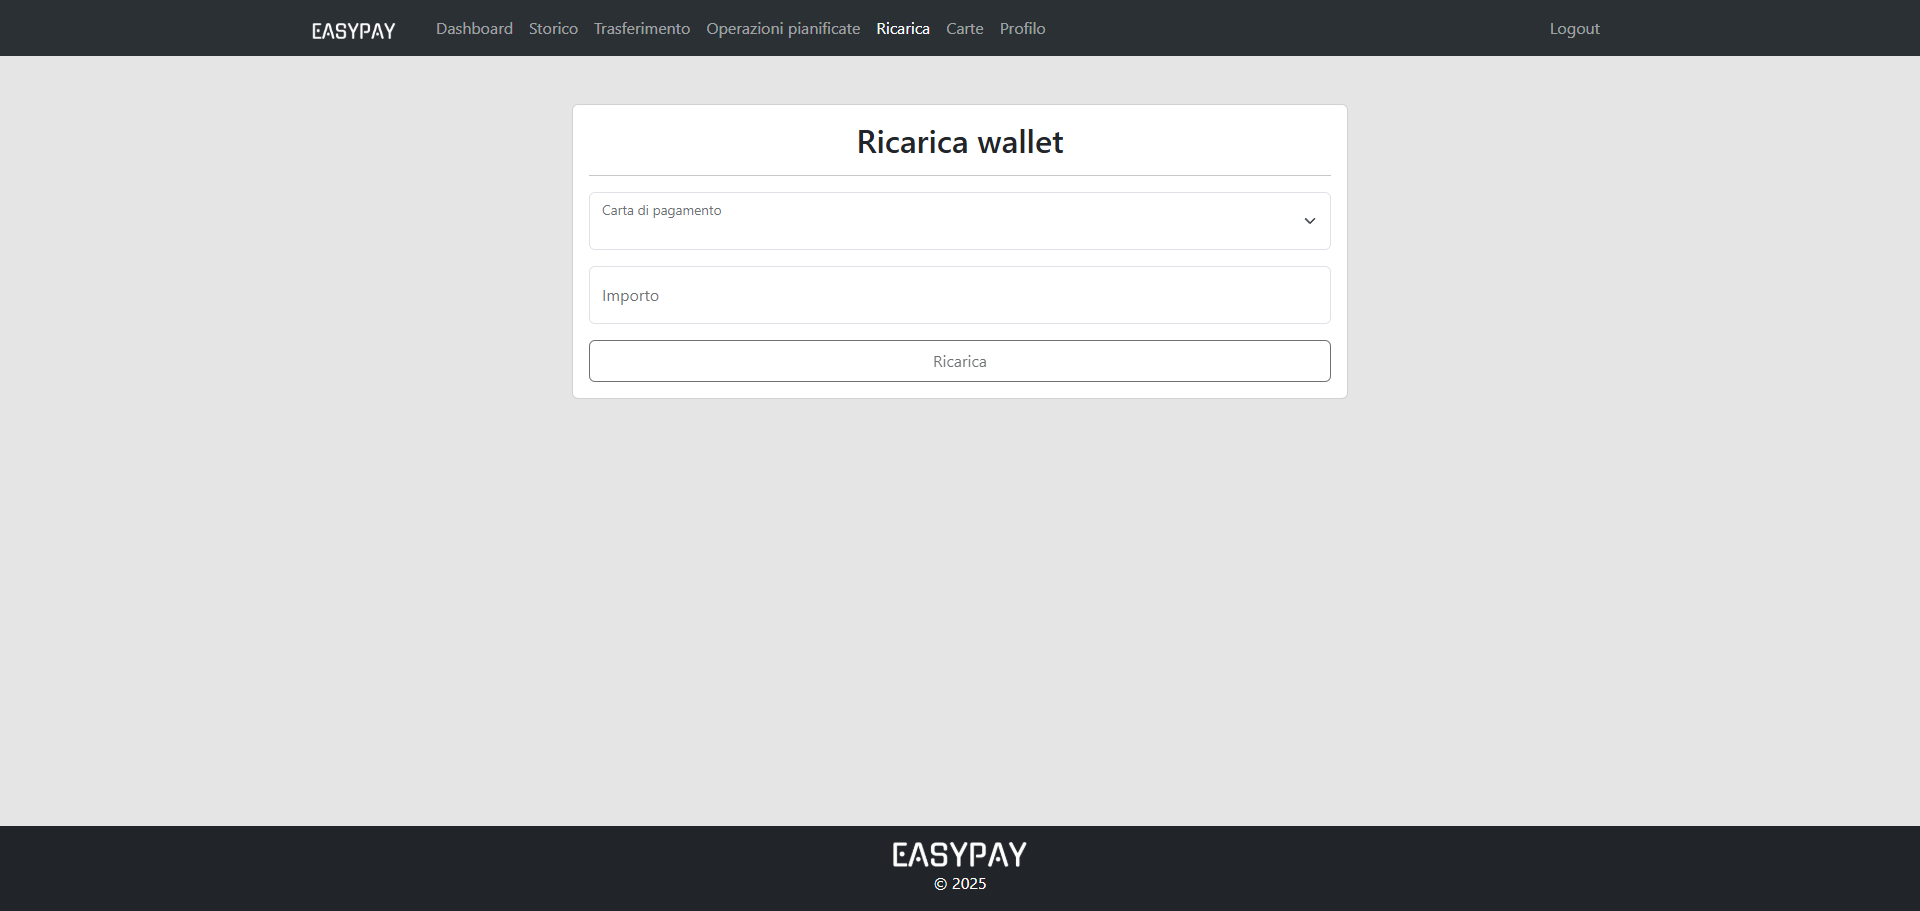 EASYPAY Dashboard Storico Trasferimento Operazioni pianificate Ricarica Carte Profilo Logout
Ricarica wallet
Carta di pagamento
Importo
Ricarica
EASYPAY
© 2025